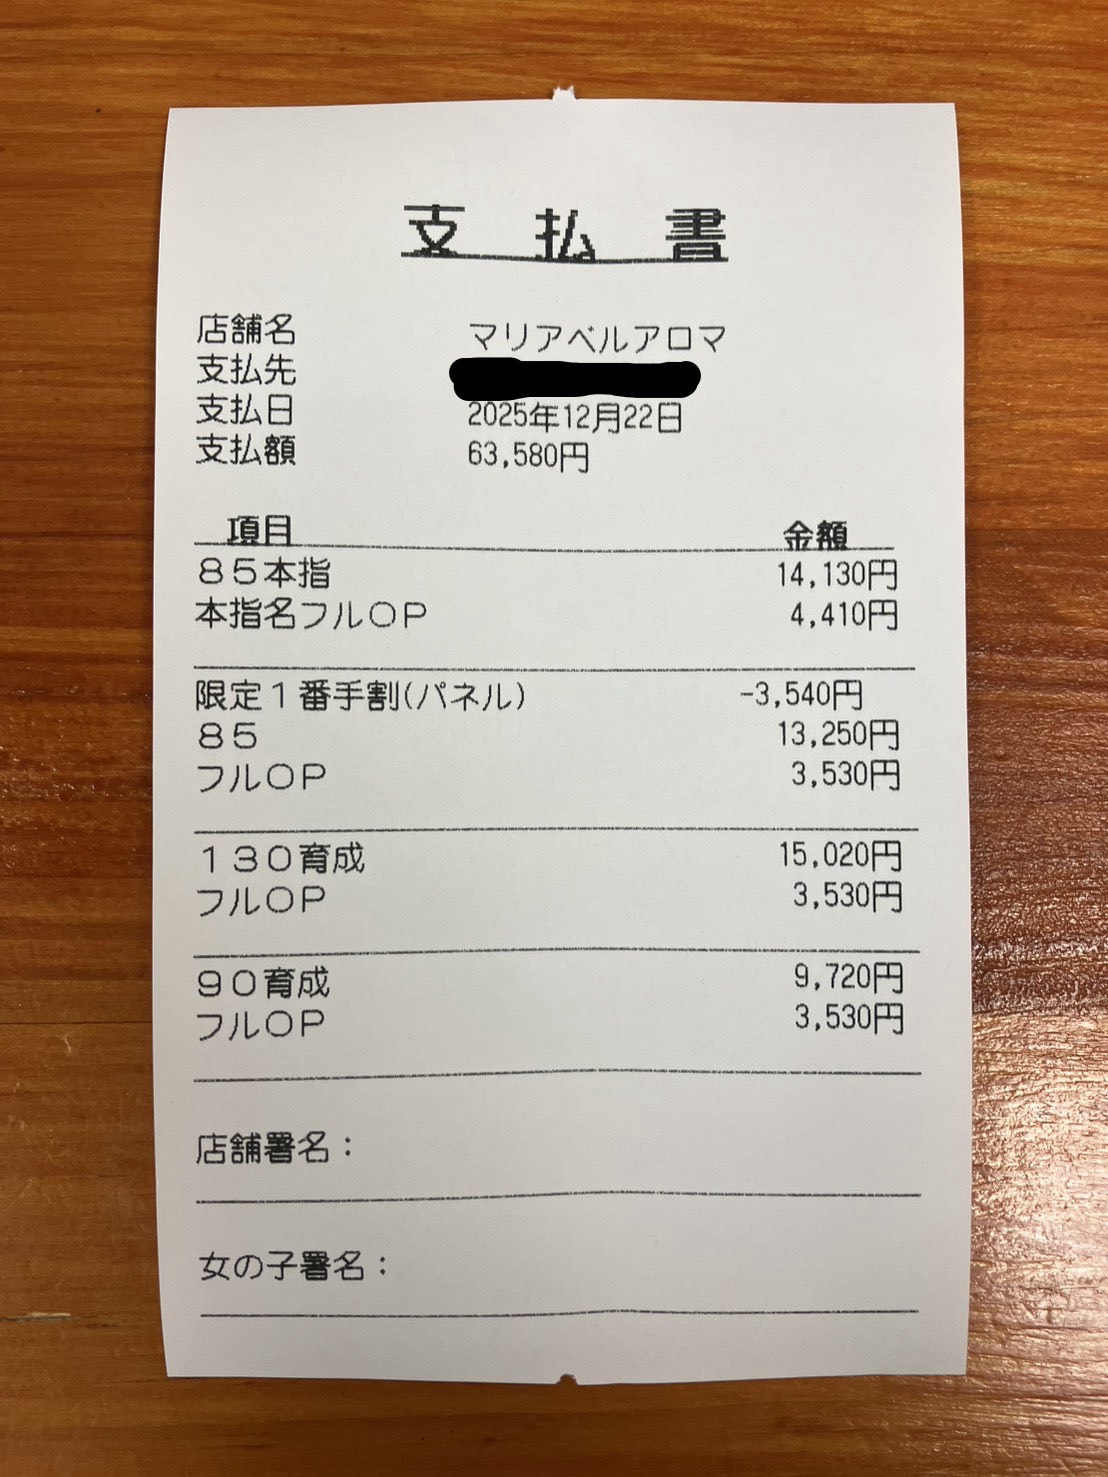 支払書
店舗名 マリアベルアロマ
支払先
支払日 2025年12月22日
支払額 63,580円
項目 金額
85本指 14,130円
本指名フルOP 4,410円
限定1番手割(パネル) -3,540円
85 13,250円
フルOP 3,530円
130育成 15,020円
フルOP 3,530円
90育成 9,720円
フルOP 3,530円
店舗署名：
女の子署名：